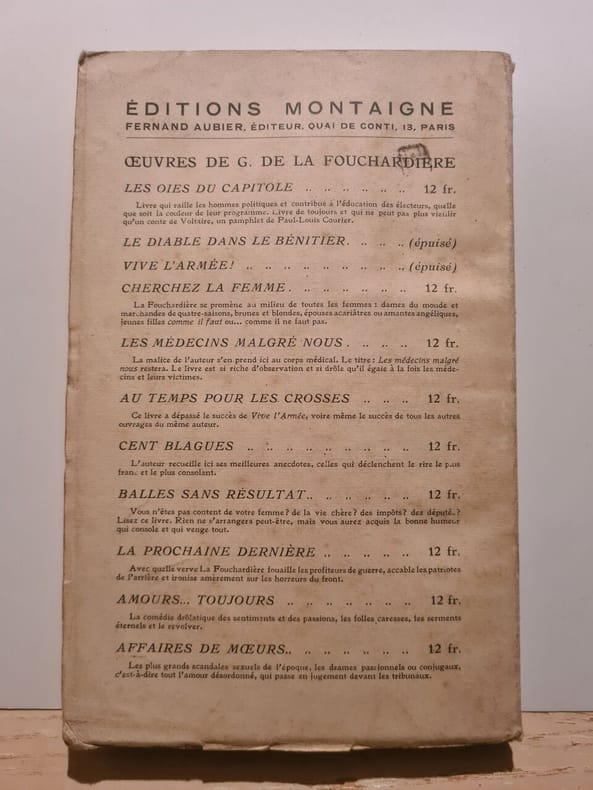 ÉDITIONS MONTAIGNE
FERNAND AUBIER, ÉDITEUR, QUAI DE CONTI, 13, PARIS
ŒUVRES DE G. DE LA FOUCHARDIÈRE
LES OIES DU CAPITOLE .. .. .. .. .. .. 12 fr.
Livre qui raille les hommes politiques et contribue à l'éducation des électeurs, quelle
que soit la couleur de leur programme. Livre de toujours et qui ne peut pas plus vieillir
qu'un conte de Voltaire, un pamphlet de Paul-Louis Courier.
LE DIABLE DANS LE BÉNITIER. .. .. .. (épuisé)
VIVE L'ARMÉE! .. .. .. .. .. .. .. .. .. (épuisé)
CHERCHEZ LA FEMME. .. .. .. .. .. .. 12 fr.
La Fouchardière se promène au milieu de toutes les femmes : dames du monde et
marchandes de quatre-saisons, brunes et blondes, épouses acariâtres ou amantes angéliques,
jeunes filles comme il faut ou... comme il ne faut pas.
LES MÉDECINS MALGRÉ NOUS . .. .. .. 12 fr.
La malice de l'auteur s'en prend ici au corps médical. Le titre : Les médecins malgré
nous restera. Le livre est si riche d'observation et si drôle qu'il égaie à la fois les méde-
cins et leurs victimes.
AU TEMPS POUR LES CROSSES .. .. .. 12 fr.
Ce livre a dépassé le succès de Vive l'Armée, voire même le succès de tous les autres
ouvrages du même auteur.
CENT BLAGUES .. .. .. .. .. .. .. .. .. 12 fr.
L'auteur recueille ici ses meilleures anecdotes, celles qui déclenchent le rire le plus
franc et le plus consolant.
BALLES SANS RÉSULTAT.. .. .. .. .. .. 12 fr.
Vous n'êtes pas content de votre femme? de la vie chère? des impôts? des députés?
Lisez ce livre. Rien ne s'arrangera peut-être, mais vous aurez acquis la bonne humeur
qui console et qui venge tout.
LA PROCHAINE DERNIÈRE .. .. .. .. .. 12 fr.
Avec quelle verve La Fouchardière fouaille les profiteurs de guerre, accable les patriotes
de l'arrière et ironise amèrement sur les horreurs du front.
AMOURS... TOUJOURS .. .. .. .. .. .. .. 12 fr.
La comédie drôlatique des sentiments et des passions, les folles caresses, les serments
éternels et le revolver.
AFFAIRES DE MŒURS.. .. .. .. .. .. .. 12 fr.
Les plus grands scandales sexuels de l'époque, les drames passionnels ou conjugaux,
c'est-à-dire tout l'amour désordonné, qui passe en jugement devant les tribunaux.